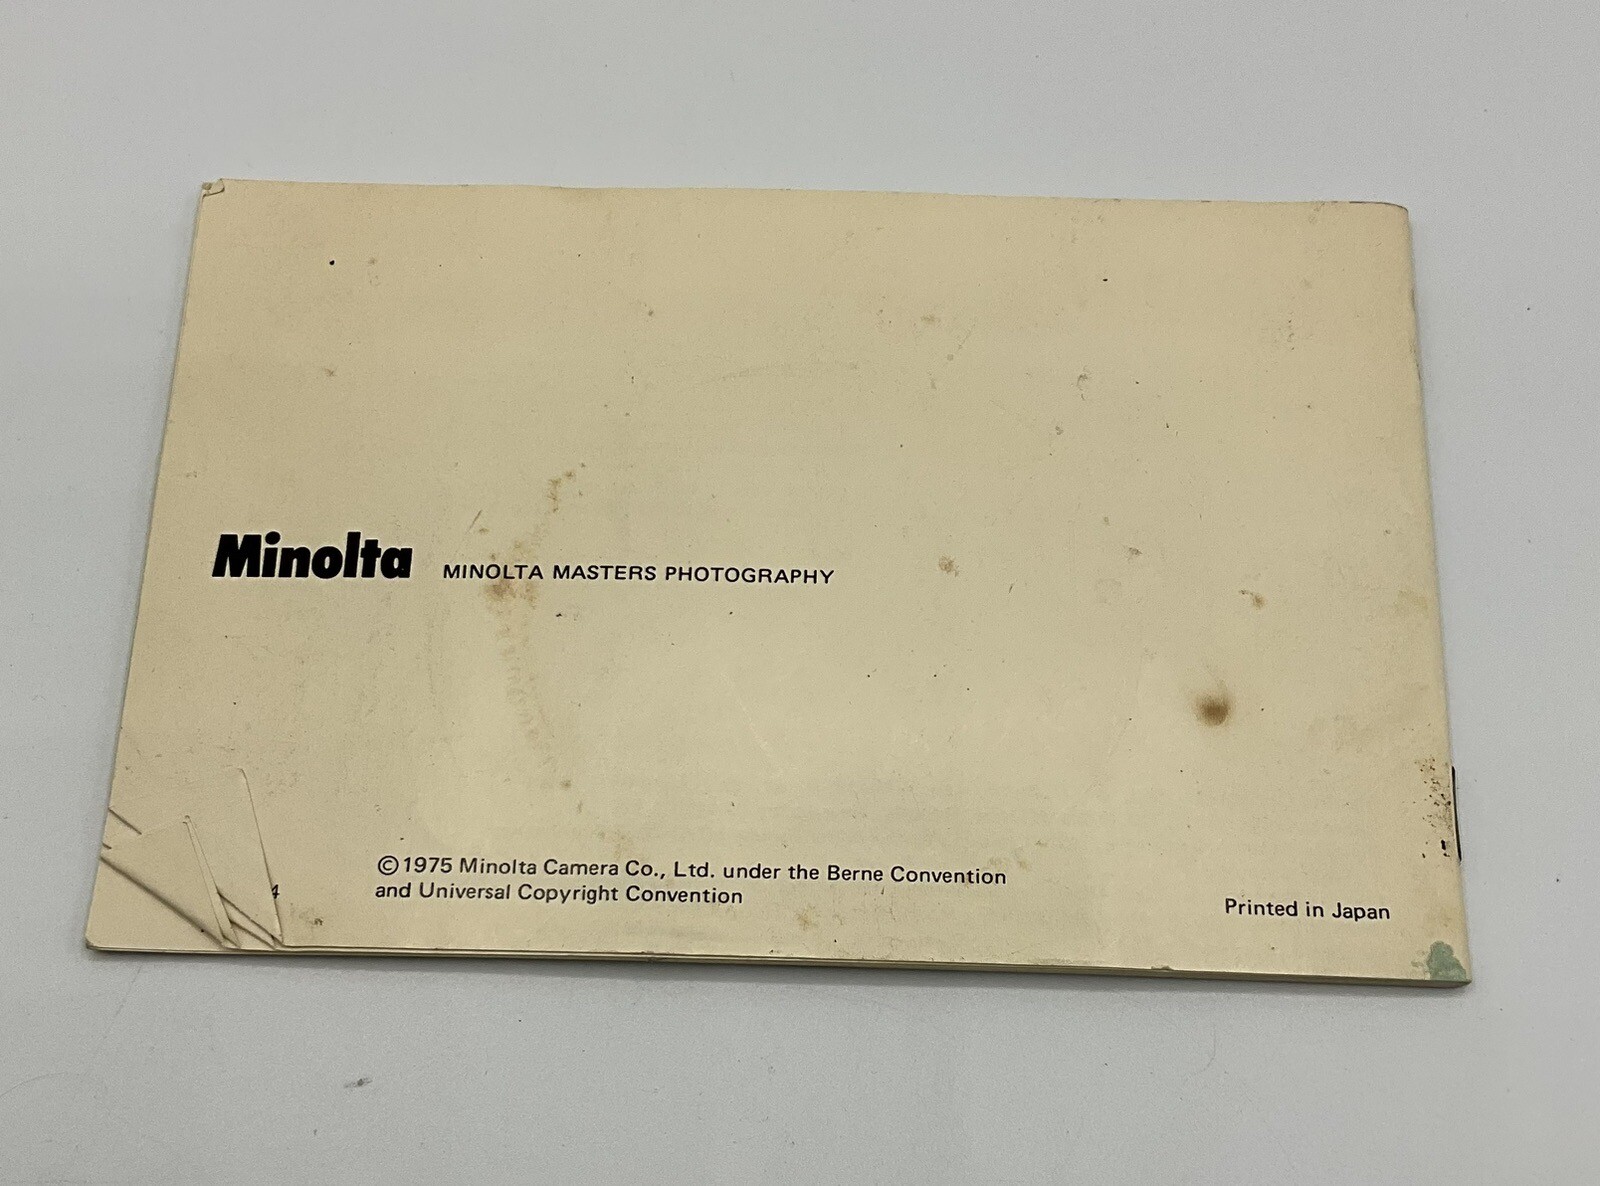 Minolta MINOLTA MASTERS PHOTOGRAPHY
©1975 Minolta Camera Co., Ltd. under the Berne Convention
and Universal Copyright Convention
Printed in Japan